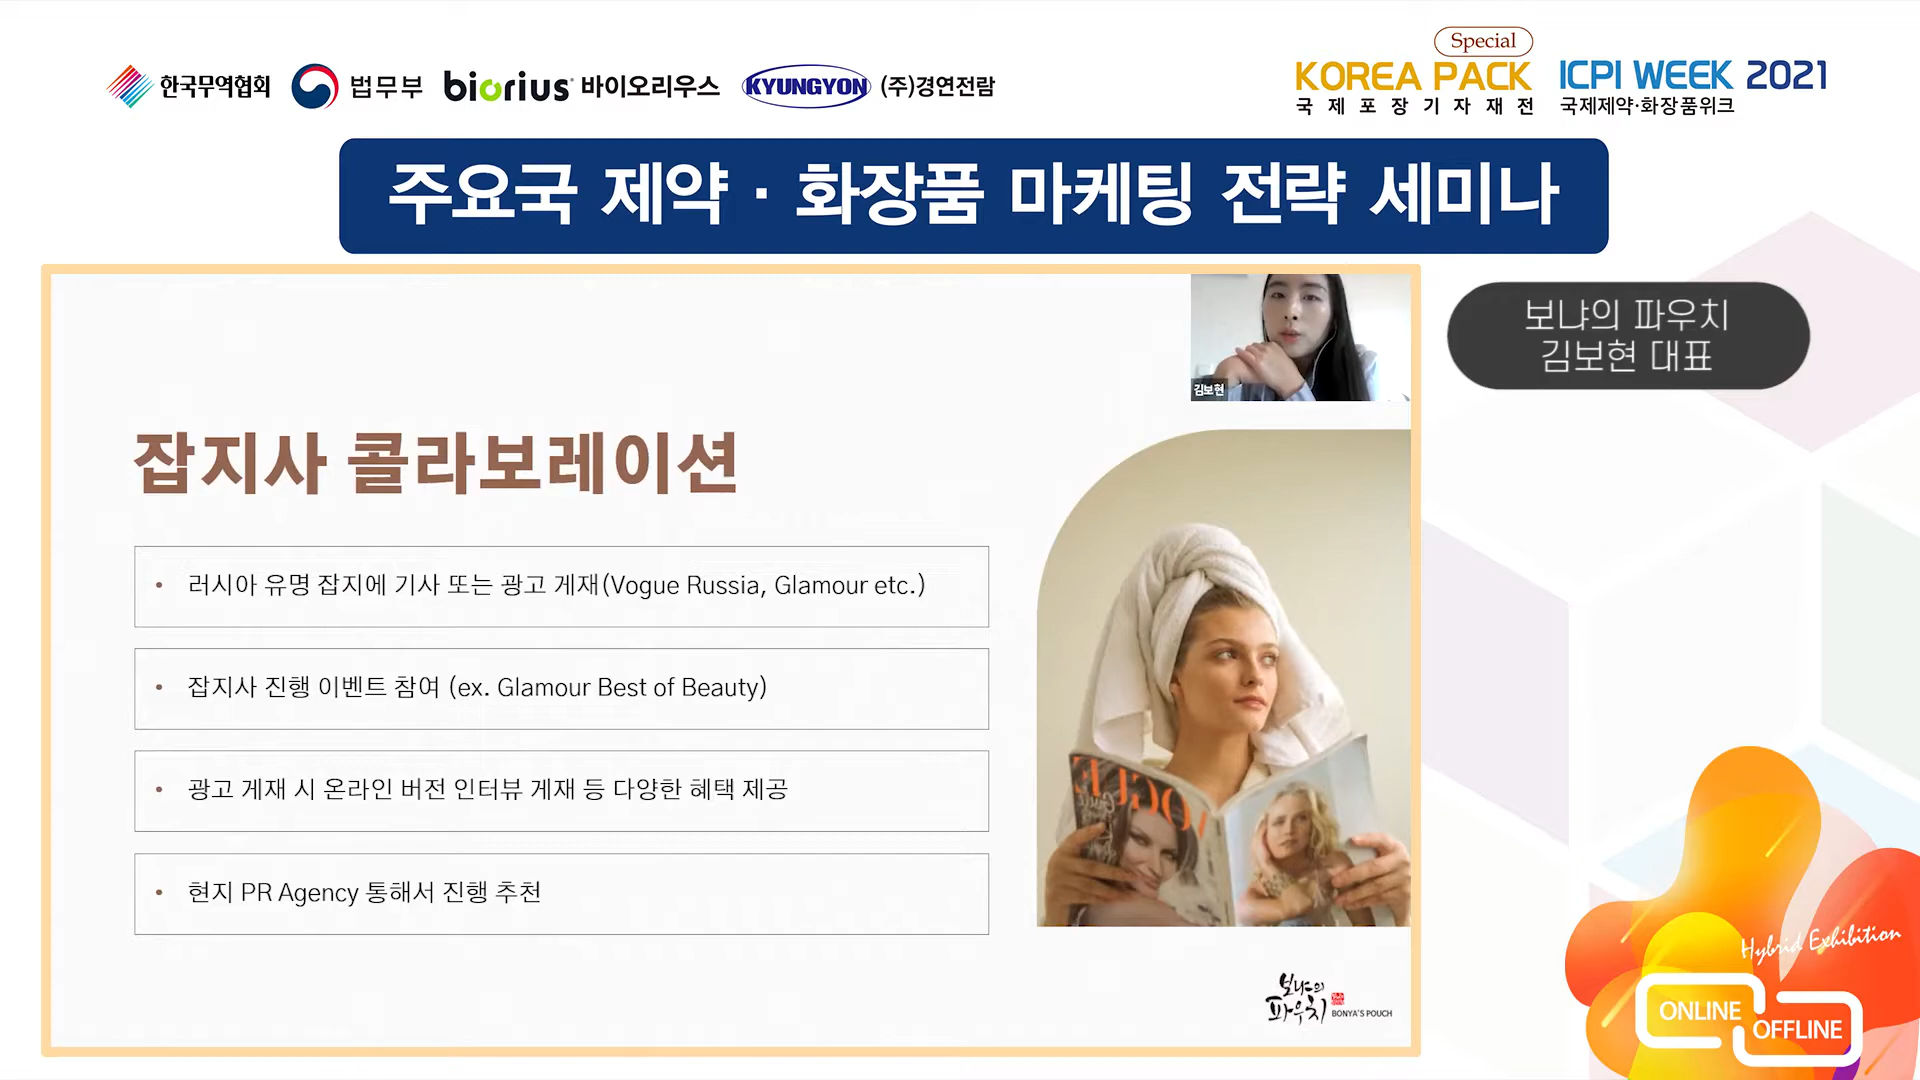 한국무역협회
법무부
biorius 바이오리우스
KYUNGYON (주)경연전람
Special
KOREA PACK
국제포장기자재전
ICPI WEEK 2021
국제제약·화장품위크
주요국 제약 · 화장품 마케팅 전략 세미나
보냐의 파우치
김보현 대표
김보현
잡지사 콜라보레이션
• 러시아 유명 잡지에 기사 또는 광고 게재(Vogue Russia, Glamour etc.)
• 잡지사 진행 이벤트 참여 (ex. Glamour Best of Beauty)
• 광고 게재 시 온라인 버전 인터뷰 게재 등 다양한 혜택 제공
• 현지 PR Agency 통해서 진행 추천
보냐의
파우치
BONYA'S POUCH
Hybrid Exhibition
ONLINE
OFFLINE